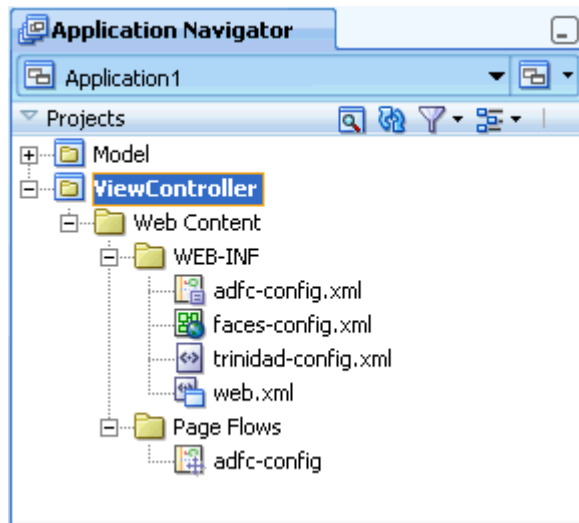 Application Navigator
Application1
Projects
Model
ViewController
Web Content
WEB-INF
adfc-config.xml
faces-config.xml
trinidad-config.xml
web.xml
Page Flows
adfc-config